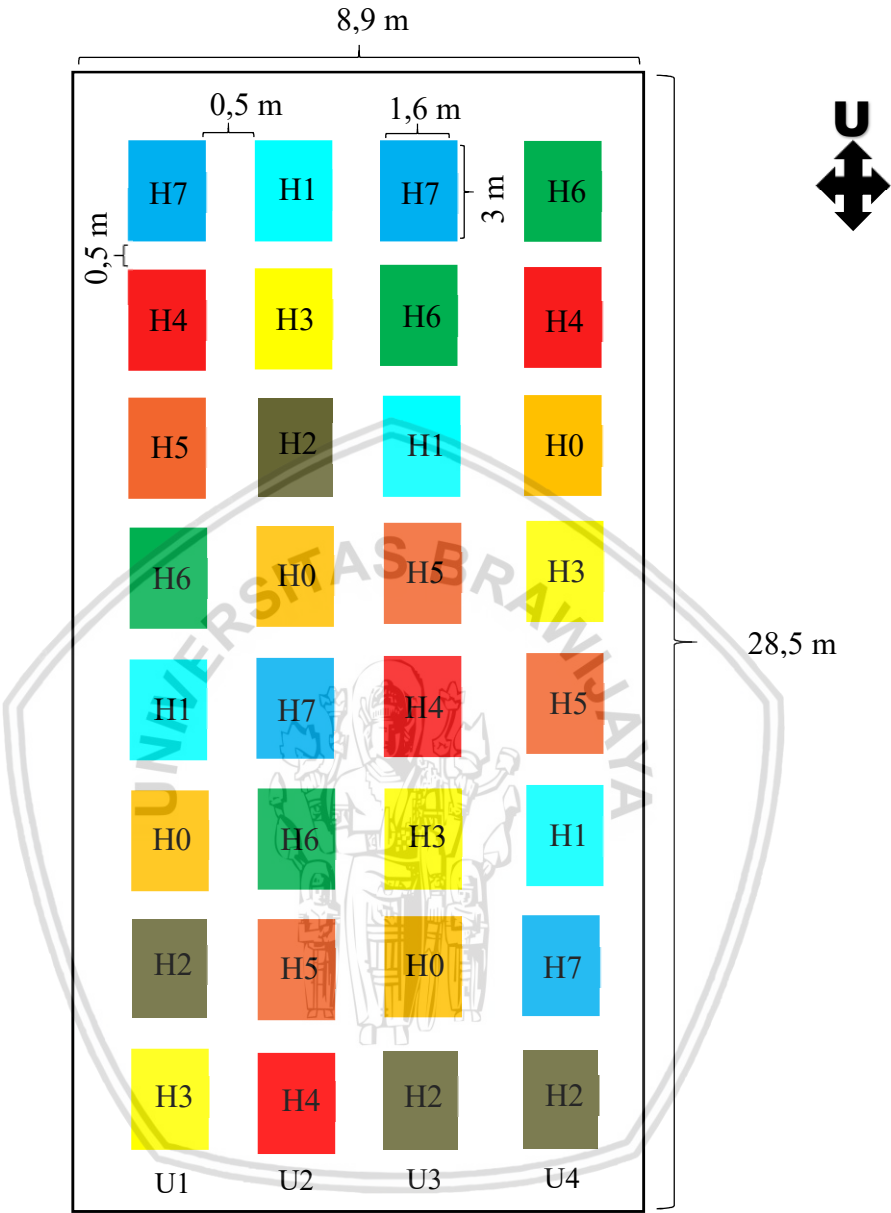 8,9 m
0,5 m
1,6 m
U
H7 H1 H7 H6
3 m
0,5 m
H4 H3 H6 H4
H5 H2 H1 H0
H6 H0 H5 H3
UNIVERSITAS BRAWIJAYA
28,5 m
H1 H7 H4 H5
H0 H6 H3 H1
H2 H5 H0 H7
H3 H4 H2 H2
U1 U2 U3 U4